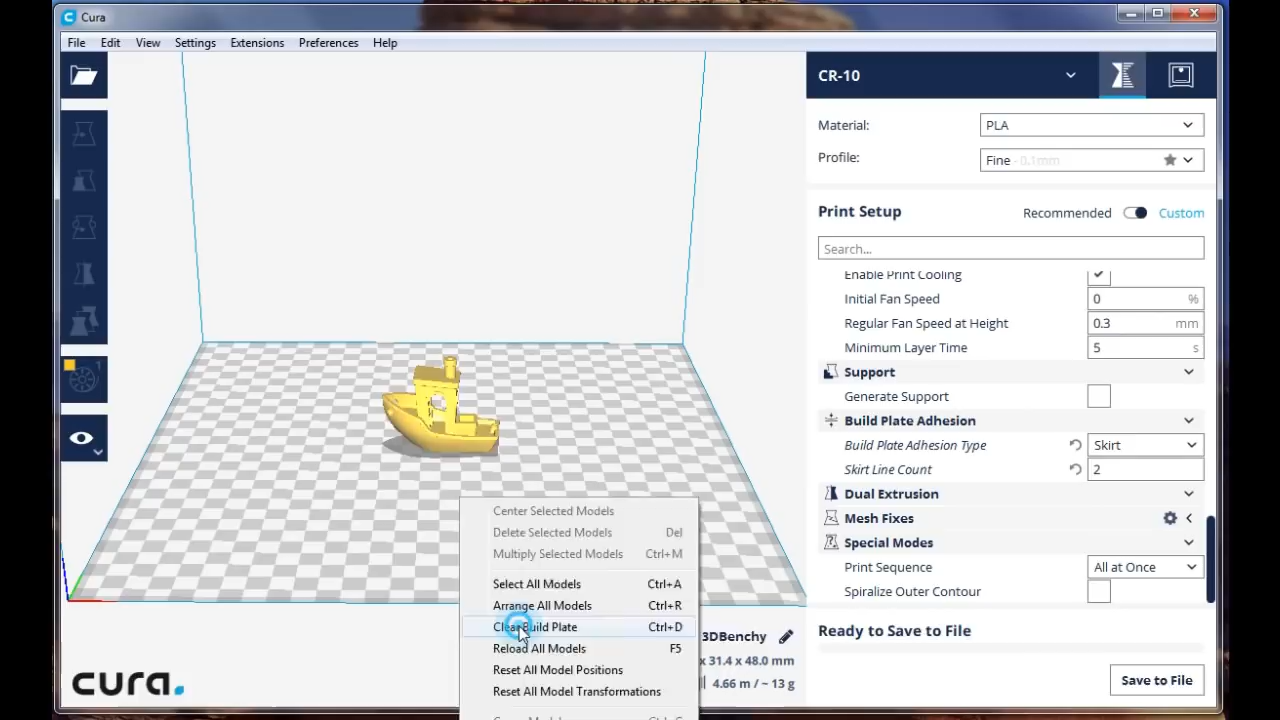 Cura
File Edit View Settings Extensions Preferences Help
CR-10
Material: PLA
Profile: Fine - 0.1mm
Print Setup Recommended Custom
Search...
Enable Print Cooling
Initial Fan Speed 0 %
Regular Fan Speed at Height 0.3 mm
Minimum Layer Time 5 s
Support
Generate Support
Build Plate Adhesion
Build Plate Adhesion Type Skirt
Skirt Line Count 2
Dual Extrusion
Mesh Fixes
Special Modes
Print Sequence All at Once
Spiralize Outer Contour
Ready to Save to File
Save to File
Center Selected Models
Delete Selected Models Del
Multiply Selected Models Ctrl+M
Select All Models Ctrl+A
Arrange All Models Ctrl+R
Clear Build Plate Ctrl+D
Reload All Models F5
Reset All Model Positions
Reset All Model Transformations
3DBenchy
x 31.4 x 48.0 mm
4.66 m / ~ 13 g
cura.